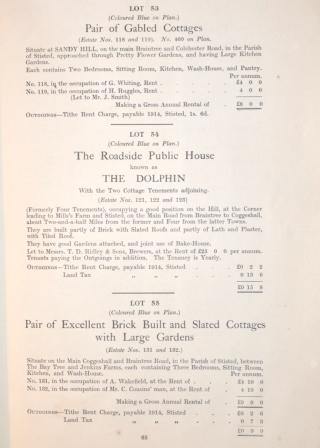 LOT 53
(Coloured Blue on Plan.)
Pair of Gabled Cottages
(Estate Nos. 118 and 119). No. 460 on Plan.
Situate at SANDY HILL, on the main Braintree and Colchester Road, in the Parish
of Stisted, approached through Pretty Flower Gardens, and having Large Kitchen
Gardens.
Each contains Two Bedrooms, Sitting Room, Kitchen, Wash-House, and Pantry.
Per annum.
No. 118, in the occupation of G. Whiting, Rent . . . . £4 0 0
No. 119, in the occupation of H. Ruggles, Rent . . . . 4 0 0
(Let to Mr. J. Smith)
Making a Gross Annual Rental of . £8 0 0
OUTGOINGS—Tithe Rent Charge, payable 1914, Stisted, 1s. 6d.
LOT 54
(Coloured Blue on Plan.)
The Roadside Public House
known as
THE DOLPHIN
With the Two Cottage Tenements adjoining.
(Estate Nos. 121, 122 and 123)
(Formerly Four Tenements), occupying a good position on the Hill, at the Corner
leading to Mills's Farm and Stisted, on the Main Road from Braintree to Coggeshall,
about Two-and-a-half Miles from the former and Four from the latter Towns.
They are built partly of Brick with Slated Roofs and partly of Lath and Plaster,
with Tiled Roof.
They have good Gardens attached, and joint use of Bake-House.
Let to Messrs. T. D. Ridley & Sons, Brewers, at the Rent of £25 0 0 per annum.
Tenants paying the Outgoings in addition. The Tenancy is Yearly.
OUTGOINGS—Tithe Rent Charge, payable 1914, Stisted . . £0 2 2
Land Tax " " " . . 0 13 6
£0 15 8
LOT 55
(Coloured Blue on Plan.)
Pair of Excellent Brick Built and Slated Cottages
with Large Gardens
(Estate Nos. 131 and 132.)
Situate on the Main Coggeshall and Braintree Road, in the Parish of Stisted, between
The Bay Tree and Jenkins Farms, each containing Three Bedrooms, Sitting Room,
Kitchen, and Wash-House.
Per annum.
No. 131, in the occupation of A. Wakefield, at the Rent of . £4 10 0
No. 132, in the occupation of Mr. C. Cousins' man, at the Rent of . 4 10 0
Making a Gross Annual Rental of . £9 0 0
OUTGOINGS—Tithe Rent Charge, payable 1914, Stisted . . £0 2 0
Land Tax " " " . . 0 7
£0 9